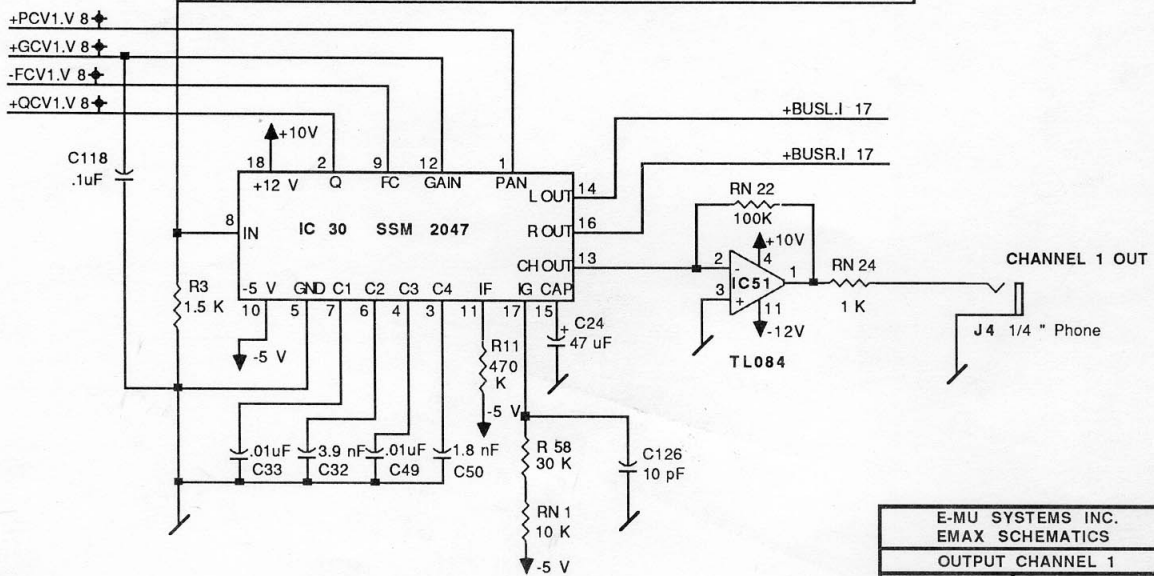 +PCV1.V 8
+GCV1.V 8
-FCV1.V 8
+QCV1.V 8
+BUSL.I 17
+BUSR.I 17
C118
.1uF
+10V
18 2 9 12 1
+12 V Q FC GAIN PAN
L OUT 14
8 IN
IC 30 SSM 2047
R OUT 16
CH OUT 13
-5 V GND C1 C2 C3 C4 IF IG CAP
10 5 7 6 4 3 11 17 15
R3
1.5 K
-5 V
+
C24
47 uF
R11
470
K
-5 V
RN 22
100K
+10V
2 - 4
IC51 1
3 + 11
-12V
TL084
RN 24
1 K
CHANNEL 1 OUT
J4 1/4 " Phone
.01uF
C33
3.9 nF
C32
.01uF
C49
1.8 nF
C50
R 58
30 K
C126
10 pF
RN 1
10 K
-5 V
E-MU SYSTEMS INC.
EMAX SCHEMATICS
OUTPUT CHANNEL 1